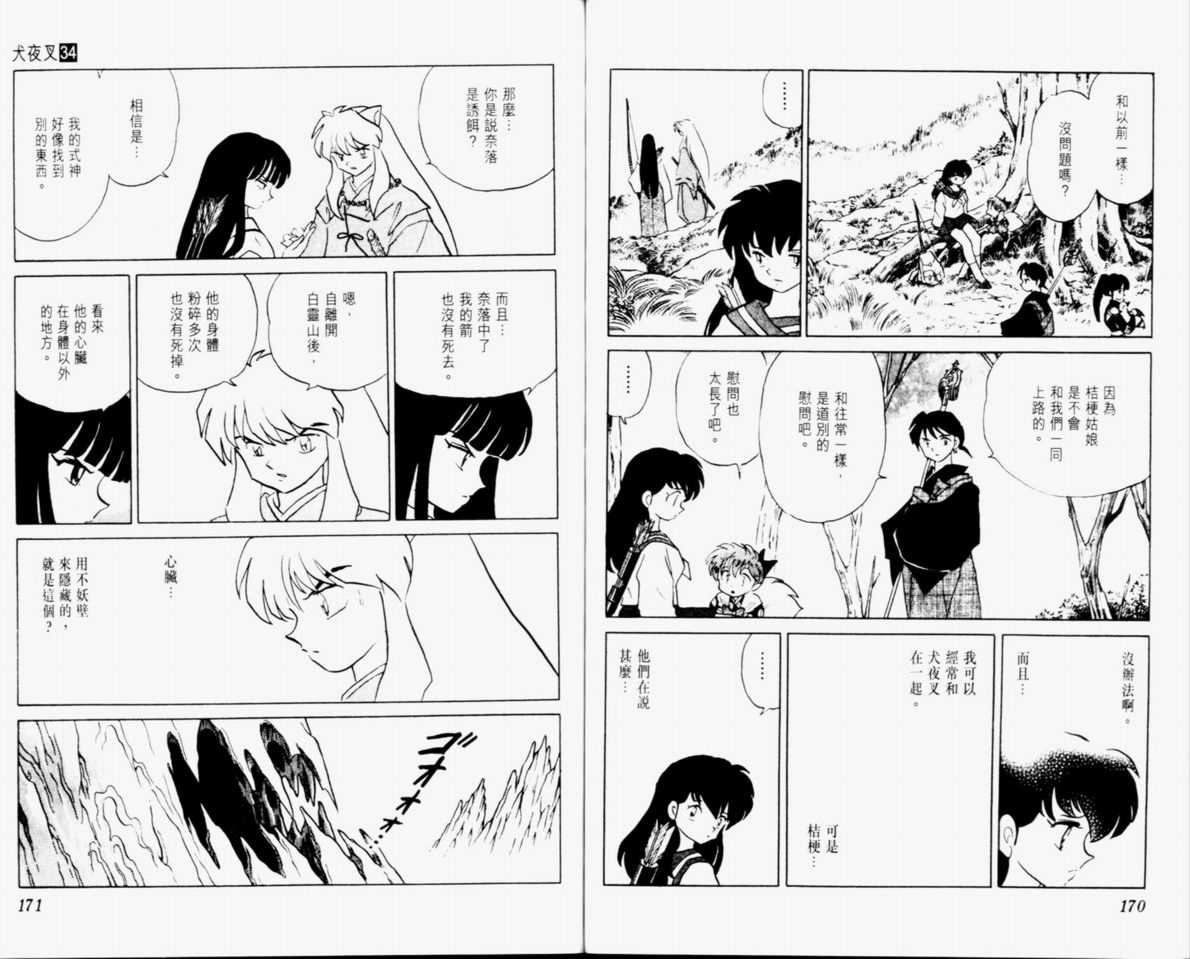 和以前一樣…
沒問題嗎？
……
因為
桔梗姑娘
是不會
和我們一同
上路的。
和往常一樣，
是道別的
慰問吧。
慰問也
太長了吧。
……
沒辦法啊。
而且…
我可以
經常和
犬夜叉
在一起。
可是
桔梗…
……
他們在說
甚麼…
170
犬夜叉34
那麼…
你是說奈落
是誘餌？
相信是…
我的式神
好像找到
別的東西。
而且…
奈落中了
我的箭
也沒有死去。
嗯，
自離開
白靈山後，
他的身體
粉碎多次
也沒有死掉。
看來
他的心臟
在身體以外
的地方。
心臟…
用不妖壁
來隱藏的，
就是這個？
ゴオオオ…
171